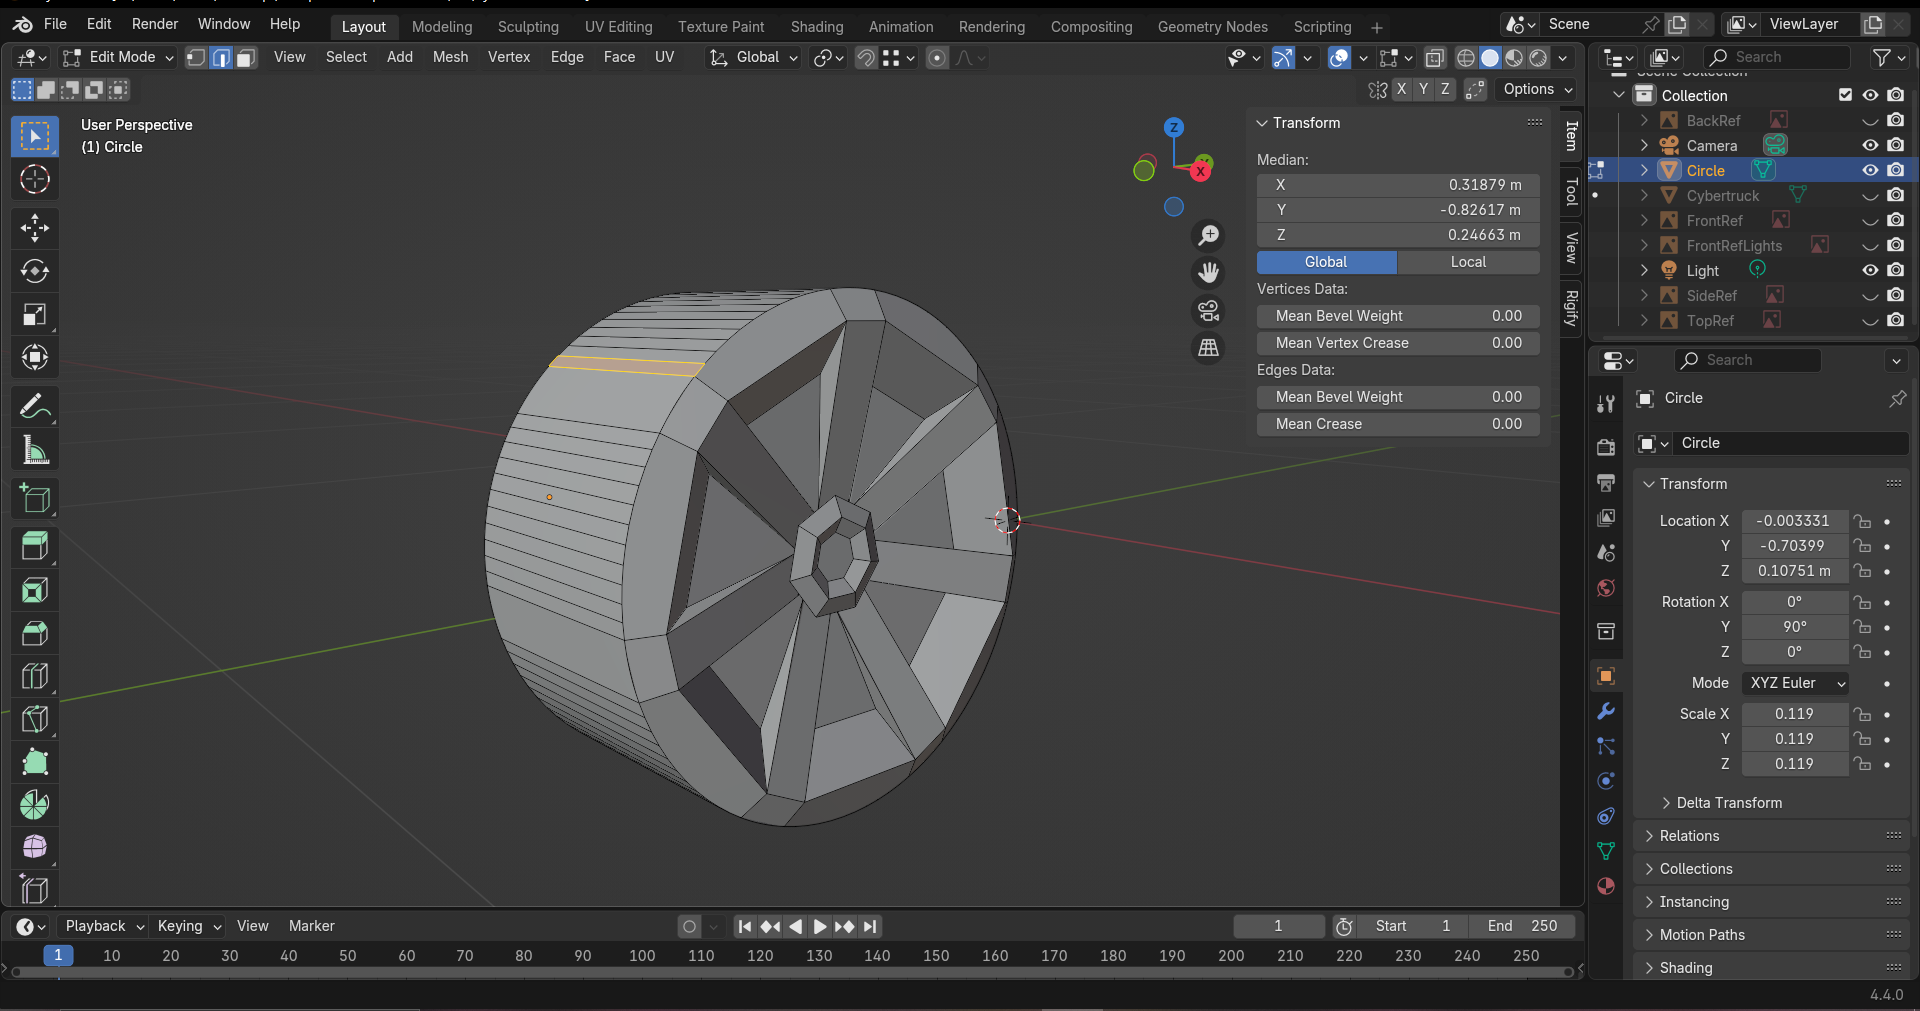 File Edit Render Window Help Layout Modeling Sculpting UV Editing Texture Paint Shading Animation Rendering Compositing Geometry Nodes Scripting Scene ViewLayer
Edit Mode View Select Add Mesh Vertex Edge Face UV Global Search
X Y Z Options
User Perspective
(1) Circle
Z
X
Transform
Median:
X 0.31879 m
Y -0.82617 m
Z 0.24663 m
Global Local
Vertices Data:
Mean Bevel Weight 0.00
Mean Vertex Crease 0.00
Edges Data:
Mean Bevel Weight 0.00
Mean Crease 0.00
Item
Tool
View
Rigify
Scene Collection
Collection
BackRef
Camera
Circle
Cybertruck
FrontRef
FrontRefLights
Light
SideRef
TopRef
Search
Circle
Circle
Transform
Location X -0.003331
Y -0.70399
Z 0.10751 m
Rotation X 0°
Y 90°
Z 0°
Mode XYZ Euler
Scale X 0.119
Y 0.119
Z 0.119
Delta Transform
Relations
Collections
Instancing
Motion Paths
Shading
Playback Keying View Marker 1 Start 1 End 250
1 10 20 30 40 50 60 70 80 90 100 110 120 130 140 150 160 170 180 190 200 210 220 230 240 250
4.4.0